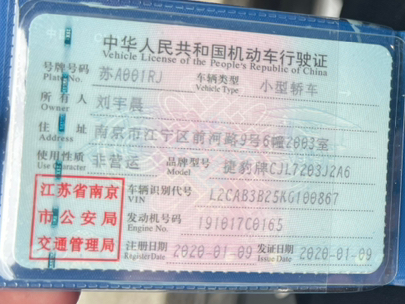 中华人民共和国机动车行驶证
Vehicle License of the People's Republic of China
号牌号码 苏A001RJ 车辆类型 小型轿车
Plate No. Vehicle Type
所有人 刘宇晨
Owner
住址 南京市江宁区前河路9号6幢2003室
Address
使用性质 非营运 品牌型号 捷豹牌CJL7203J2A6
Use Character Model
江苏省南京 车辆识别代号 L2CAB3B25KG100867
VIN
市公安局 发动机号码 191017C0165
Engine No.
交通管理局 注册日期 2020-01-09 发证日期 2020-01-09
Register Date Issue Date